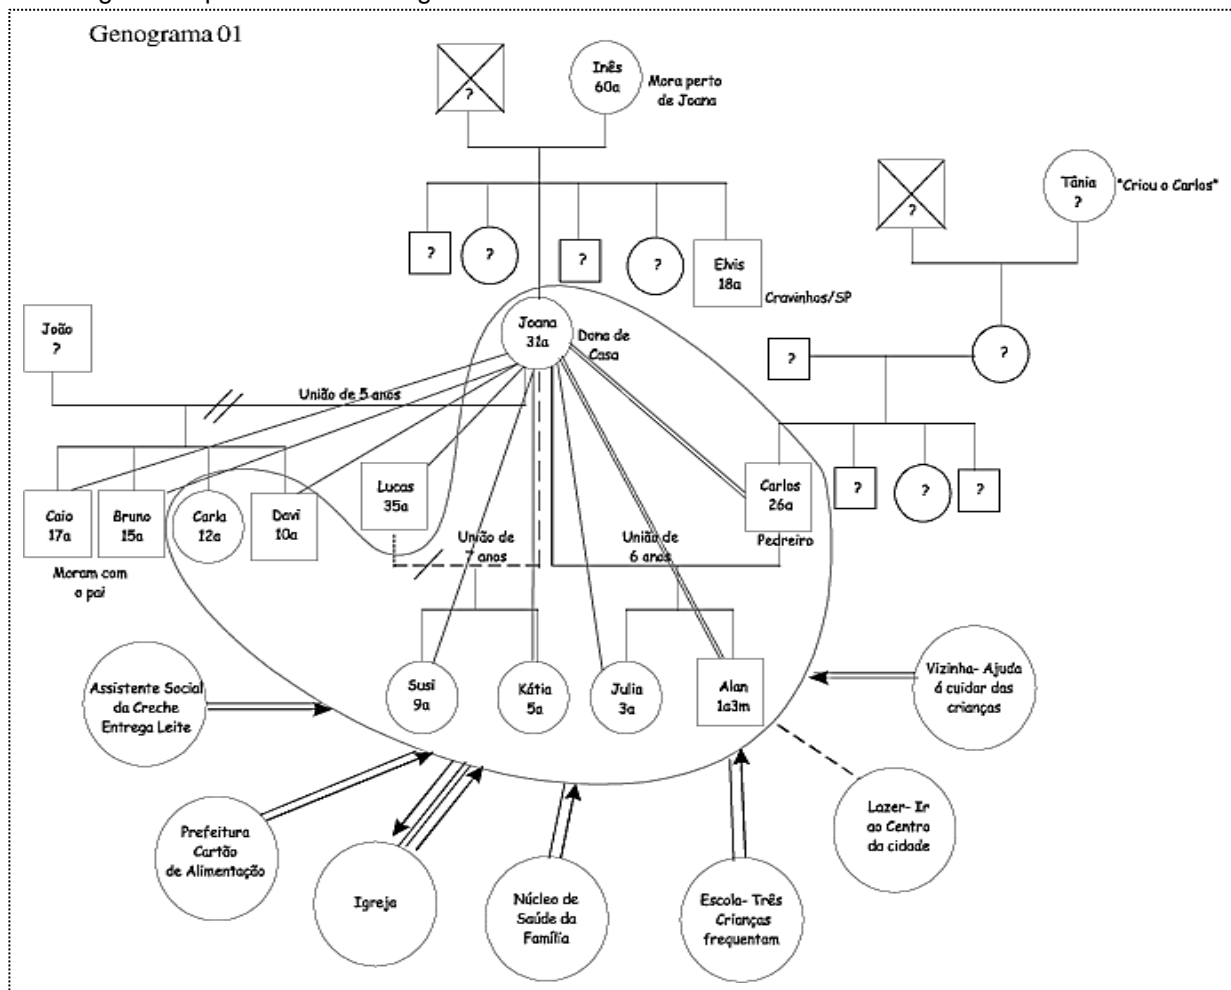 Genograma 01
?
Inês
60a
Mora perto
de Joana
?
Tânia
?
"Criou o Carlos"
?
?
?
?
Elvis
18a
Cravinhos/SP
João
?
Joana
31a
Dona de
Casa
?
?
União de 5 anos
Caio
17a
Bruno
15a
Carla
12a
Davi
10a
Moram com
o pai
Lucas
35a
União de
7 anos
União de
6 anos
Carlos
26a
Pedreiro
?
?
?
Susi
9a
Kátia
5a
Julia
3a
Alan
1a3m
Assistente Social
da Creche
Entrega Leite
Vizinha- Ajuda
á cuidar das
crianças
Prefeitura
Cartão
de Alimentação
Igreja
Núcleo de
Saúde da
Família
Escola- Três
Crianças
frequentam
Lazer- Ir
ao Centro
da cidade